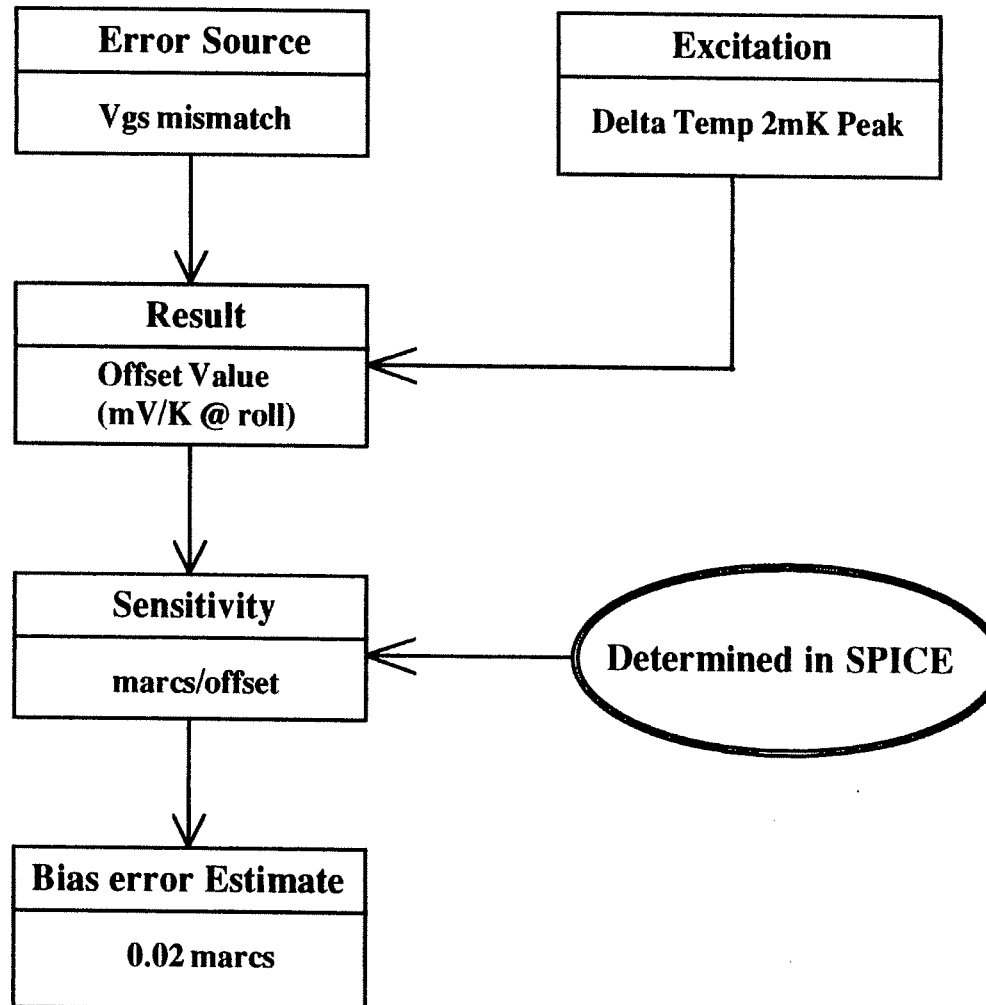 Error Source
Vgs mismatch
Excitation
Delta Temp 2mK Peak
Result
Offset Value
(mV/K @ roll)
Sensitivity
marcs/offset
Determined in SPICE
Bias error Estimate
0.02 marcs